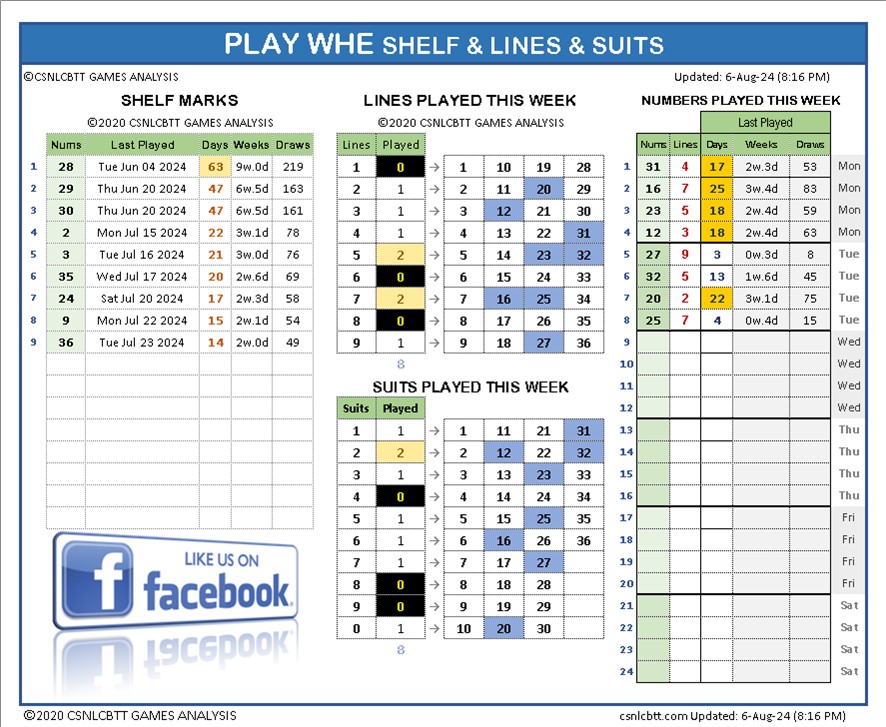 PLAY WHE SHELF & LINES & SUITS
©CSNLCBTT GAMES ANALYSIS
Updated: 6-Aug-24 (8:16 PM)
SHELF MARKS
©2020 CSNLCBTT GAMES ANALYSIS
Nums Last Played Days Weeks Draws
1 28 Tue Jun 04 2024 63 9w.0d 219
2 29 Thu Jun 20 2024 47 6w.5d 163
3 30 Thu Jun 20 2024 47 6w.5d 161
4 2 Mon Jul 15 2024 22 3w.1d 78
5 3 Tue Jul 16 2024 21 3w.0d 76
6 35 Wed Jul 17 2024 20 2w.6d 69
7 24 Sat Jul 20 2024 17 2w.3d 58
8 9 Mon Jul 22 2024 15 2w.1d 54
9 36 Tue Jul 23 2024 14 2w.0d 49
LIKE US ON
f facebook.
LINES PLAYED THIS WEEK
©2020 CSNLCBTT GAMES ANALYSIS
Lines Played
1 0 → 1 10 19 28
2 1 → 2 11 20 29
3 1 → 3 12 21 30
4 1 → 4 13 22 31
5 2 → 5 14 23 32
6 0 → 6 15 24 33
7 2 → 7 16 25 34
8 0 → 8 17 26 35
9 1 → 9 18 27 36
8
SUITS PLAYED THIS WEEK
Suits Played
1 1 → 1 11 21 31
2 2 → 2 12 22 32
3 1 → 3 13 23 33
4 0 → 4 14 24 34
5 1 → 5 15 25 35
6 1 → 6 16 26 36
7 1 → 7 17 27
8 0 → 8 18 28
9 0 → 9 19 29
0 1 → 10 20 30
8
NUMBERS PLAYED THIS WEEK
Last Played
Nums Lines Days Weeks Draws
1 31 4 17 2w.3d 53 Mon
2 16 7 25 3w.4d 83 Mon
3 23 5 18 2w.4d 59 Mon
4 12 3 18 2w.4d 63 Mon
5 27 9 3 0w.3d 8 Tue
6 32 5 13 1w.6d 45 Tue
7 20 2 22 3w.1d 75 Tue
8 25 7 4 0w.4d 15 Tue
9 Wed
10 Wed
11 Wed
12 Wed
13 Thu
14 Thu
15 Thu
16 Thu
17 Fri
18 Fri
19 Fri
20 Fri
21 Sat
22 Sat
23 Sat
24 Sat
©2020 CSNLCBTT GAMES ANALYSIS
csnlcbtt.com Updated: 6-Aug-24 (8:16 PM)